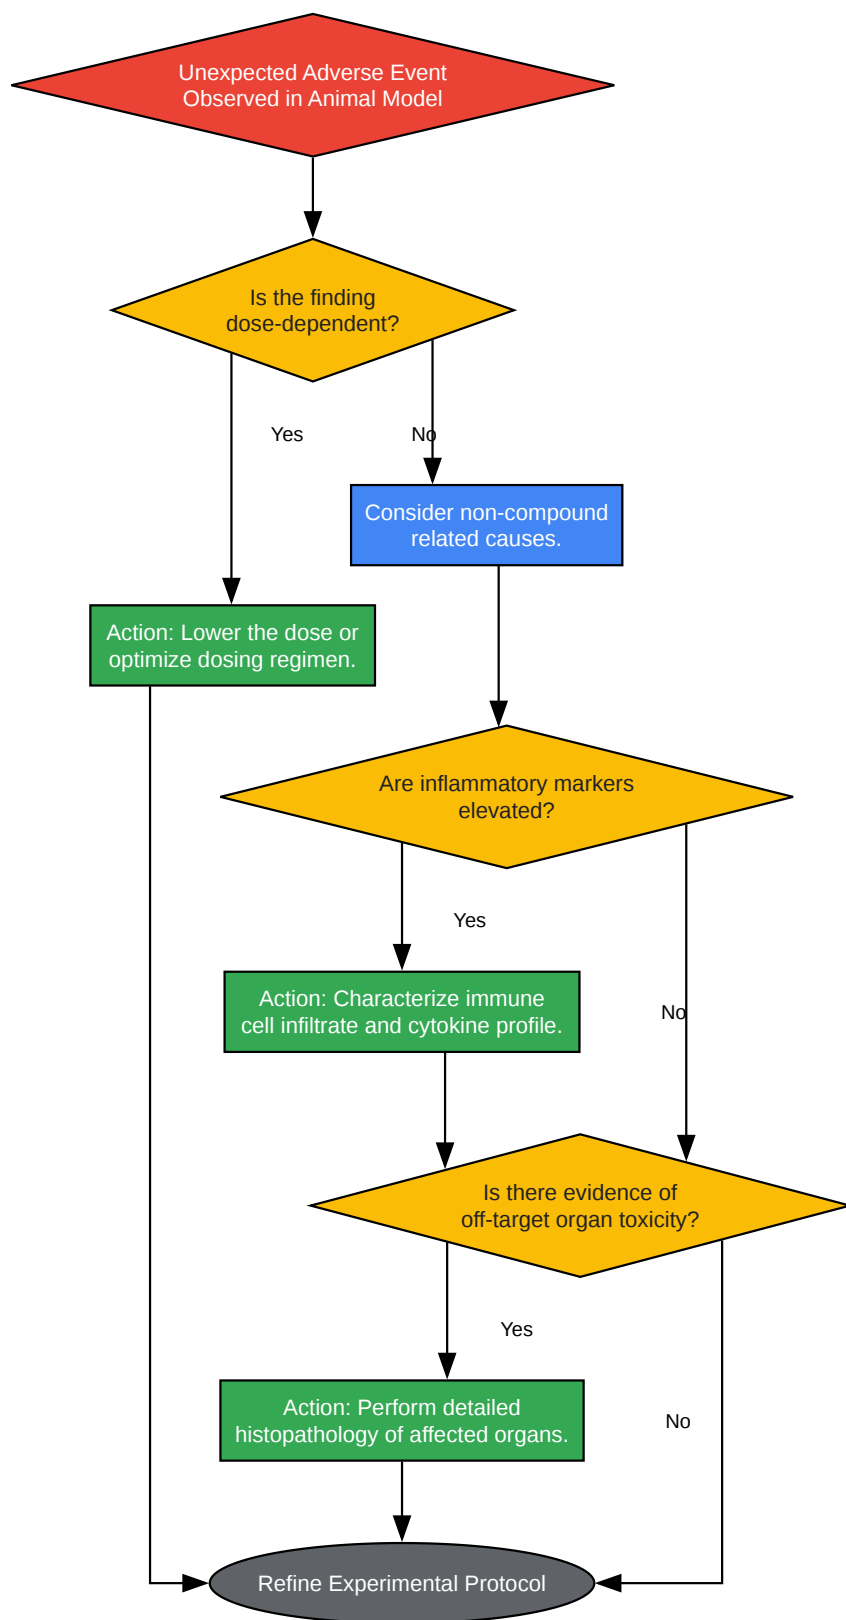 Unexpected Adverse Event
Observed in Animal Model
Is the finding
dose-dependent?
Yes
No
Consider non-compound
related causes.
Action: Lower the dose or
optimize dosing regimen.
Are inflammatory markers
elevated?
Yes
Action: Characterize immune
cell infiltrate and cytokine profile.
No
Is there evidence of
off-target organ toxicity?
Yes
Action: Perform detailed
histopathology of affected organs.
No
Refine Experimental Protocol